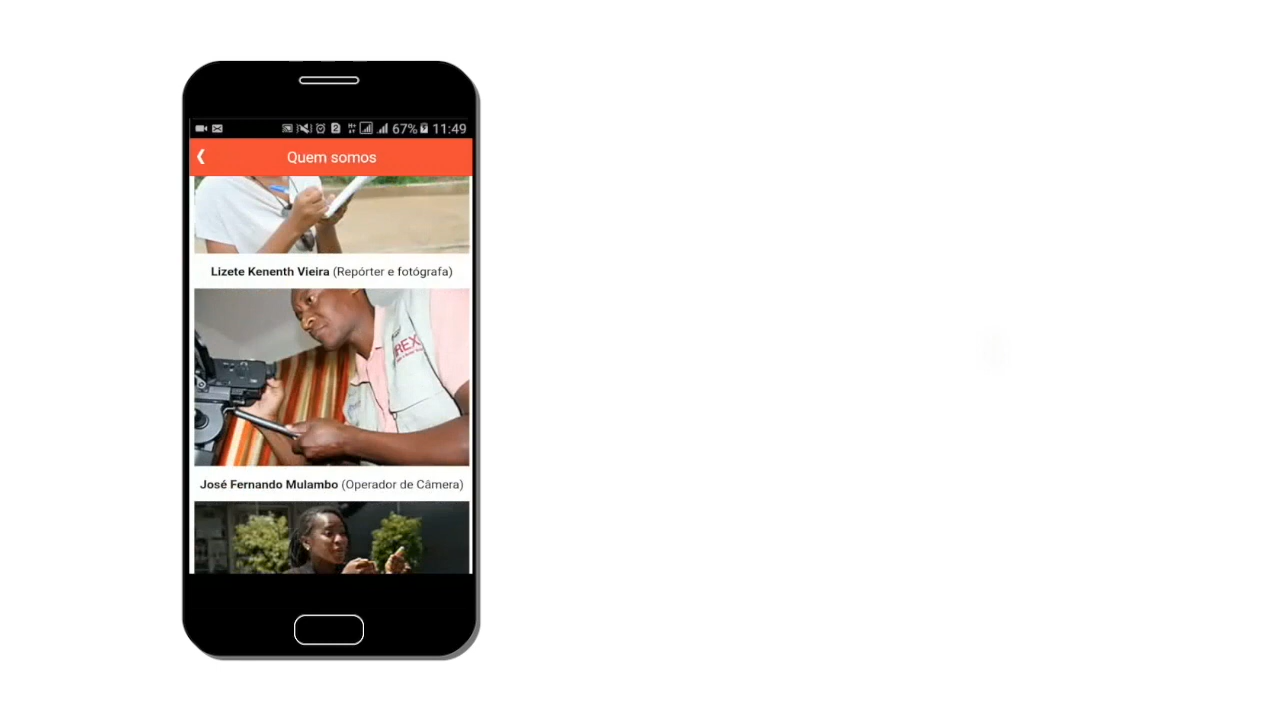 67% 11:49
Quem somos
Lizete Kenenth Vieira (Repórter e fotógrafa)
REX
José Fernando Mulambo (Operador de Câmera)